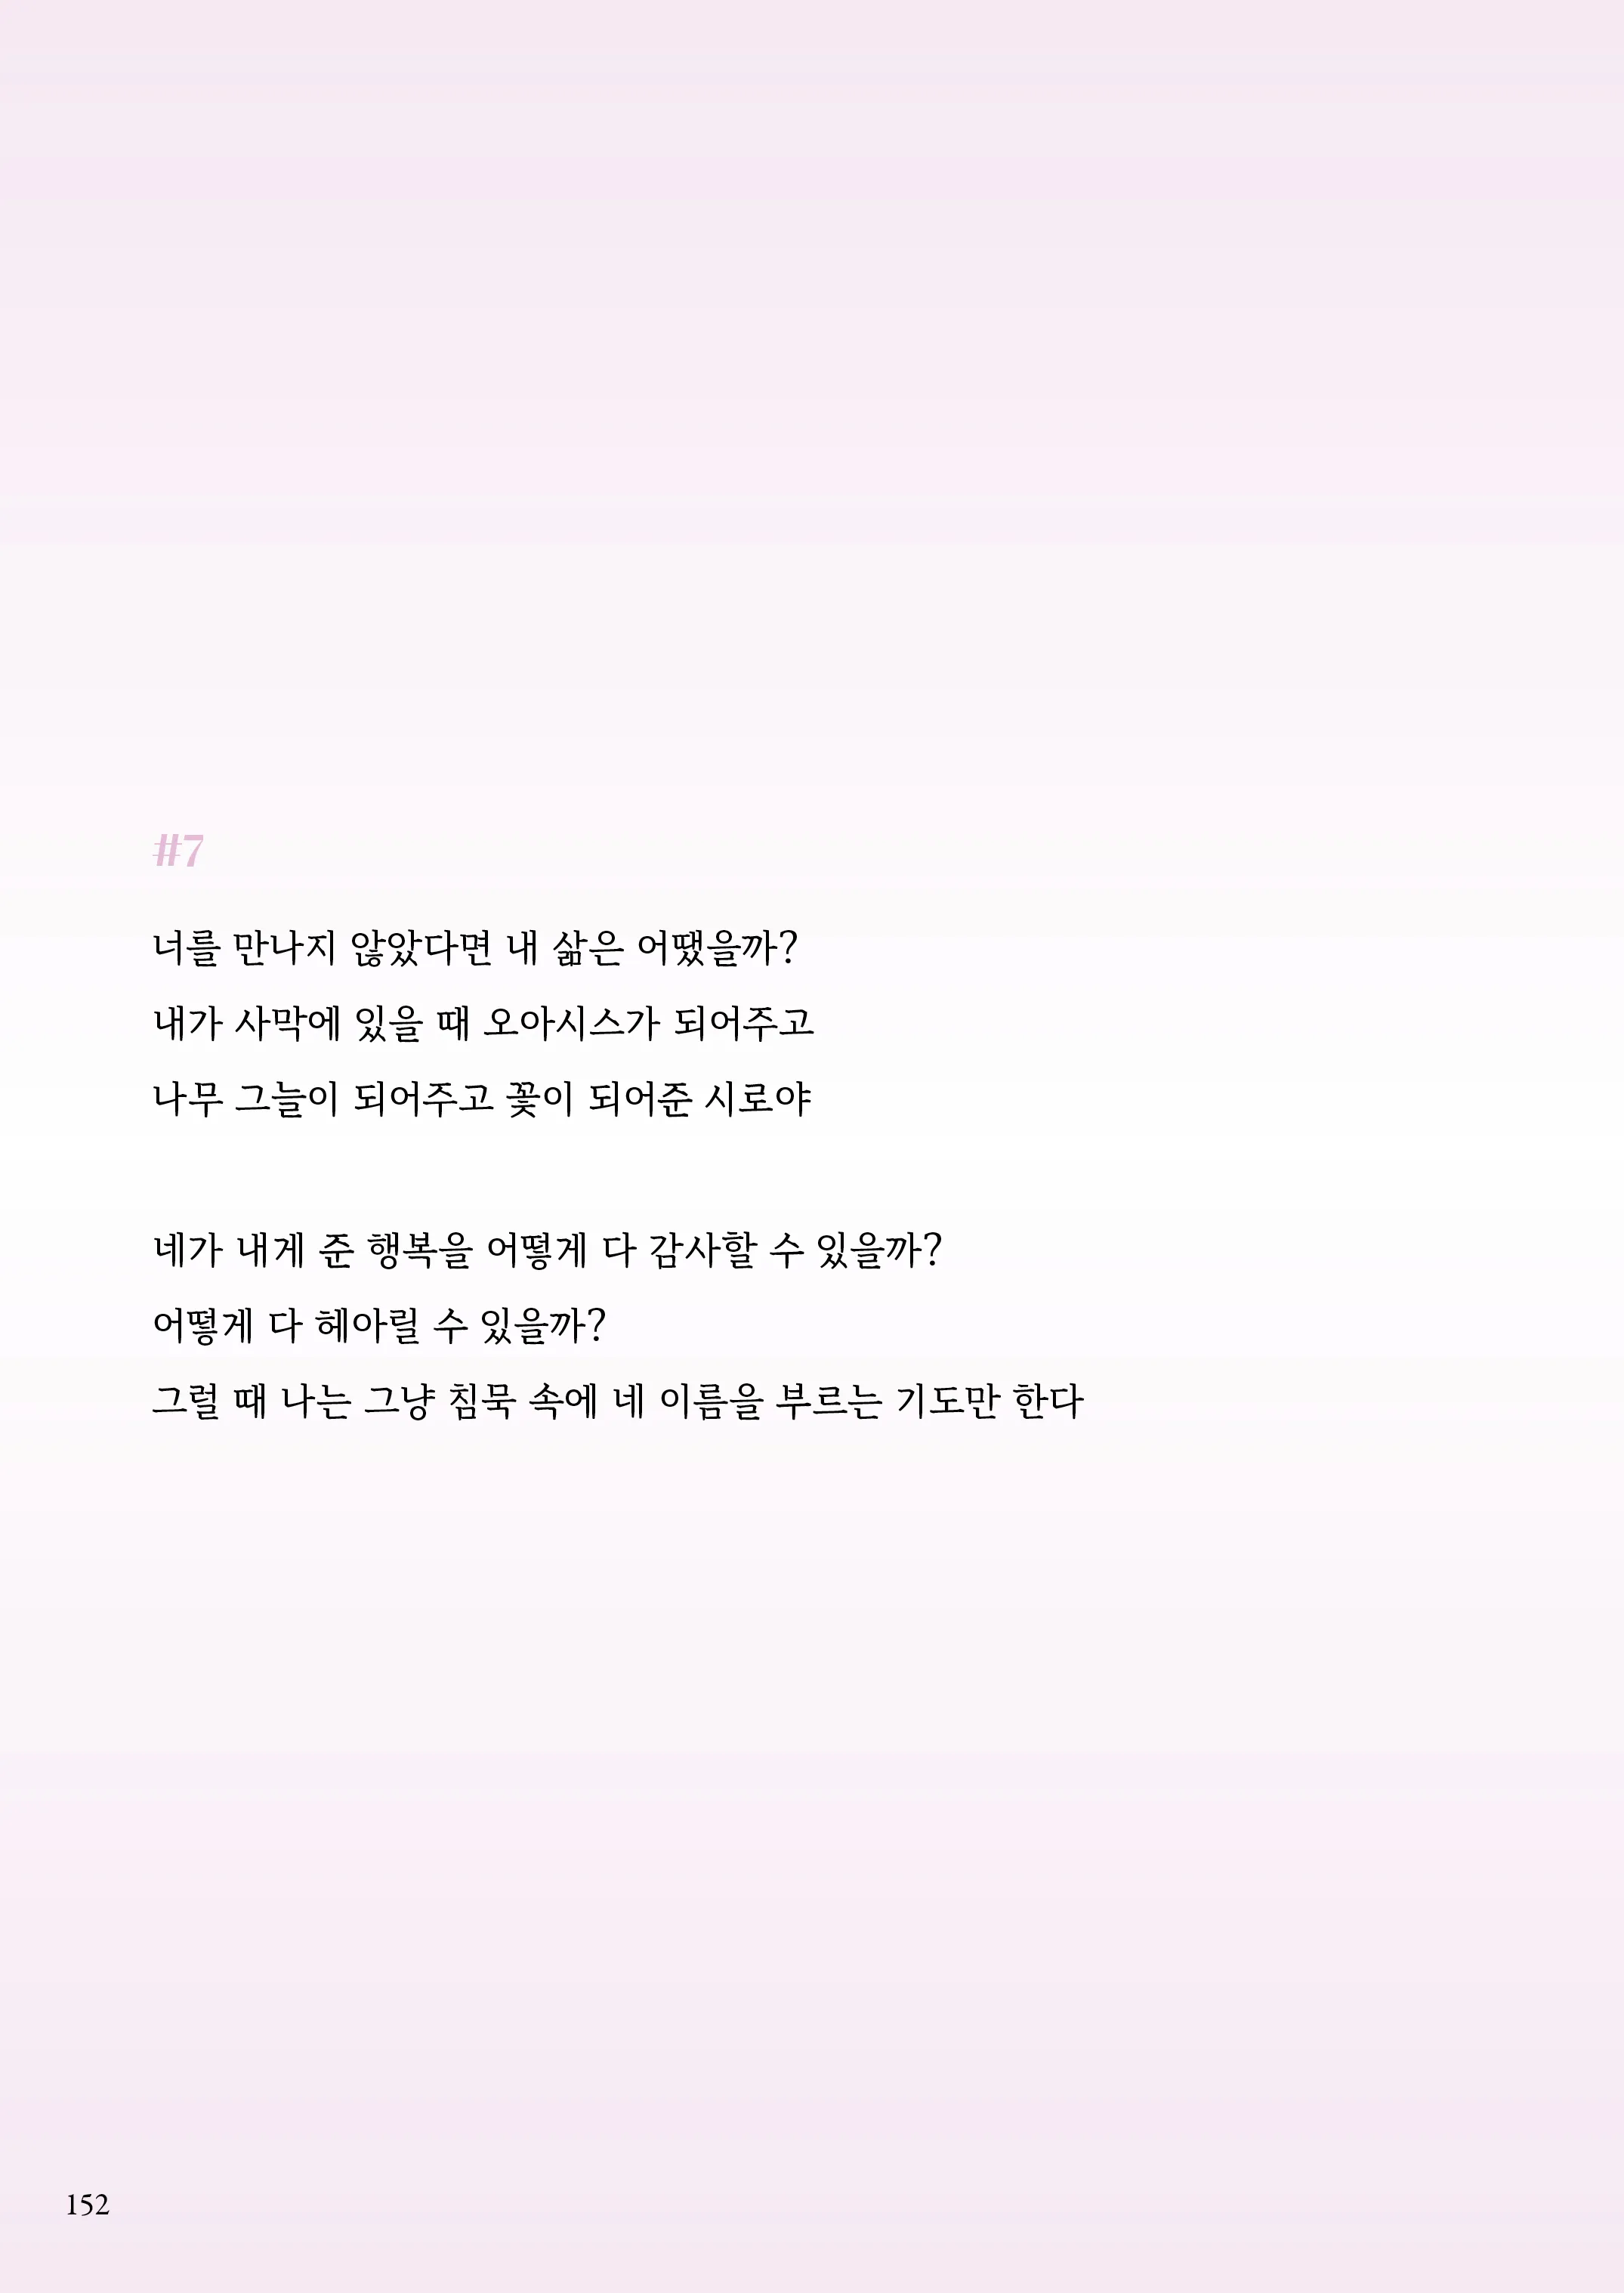 #7
너를 만나지 않았다면 내 삶은 어땠을까?
내가 사막에 있을 때 오아시스가 되어주고
나무 그늘이 되어주고 꽃이 되어준 시로야
네가 내게 준 행복을 어떻게 다 감사할 수 있을까?
어떻게 다 헤아릴 수 있을까?
그럴 때 나는 그냥 침묵 속에 네 이름을 부르는 기도만 한다
152